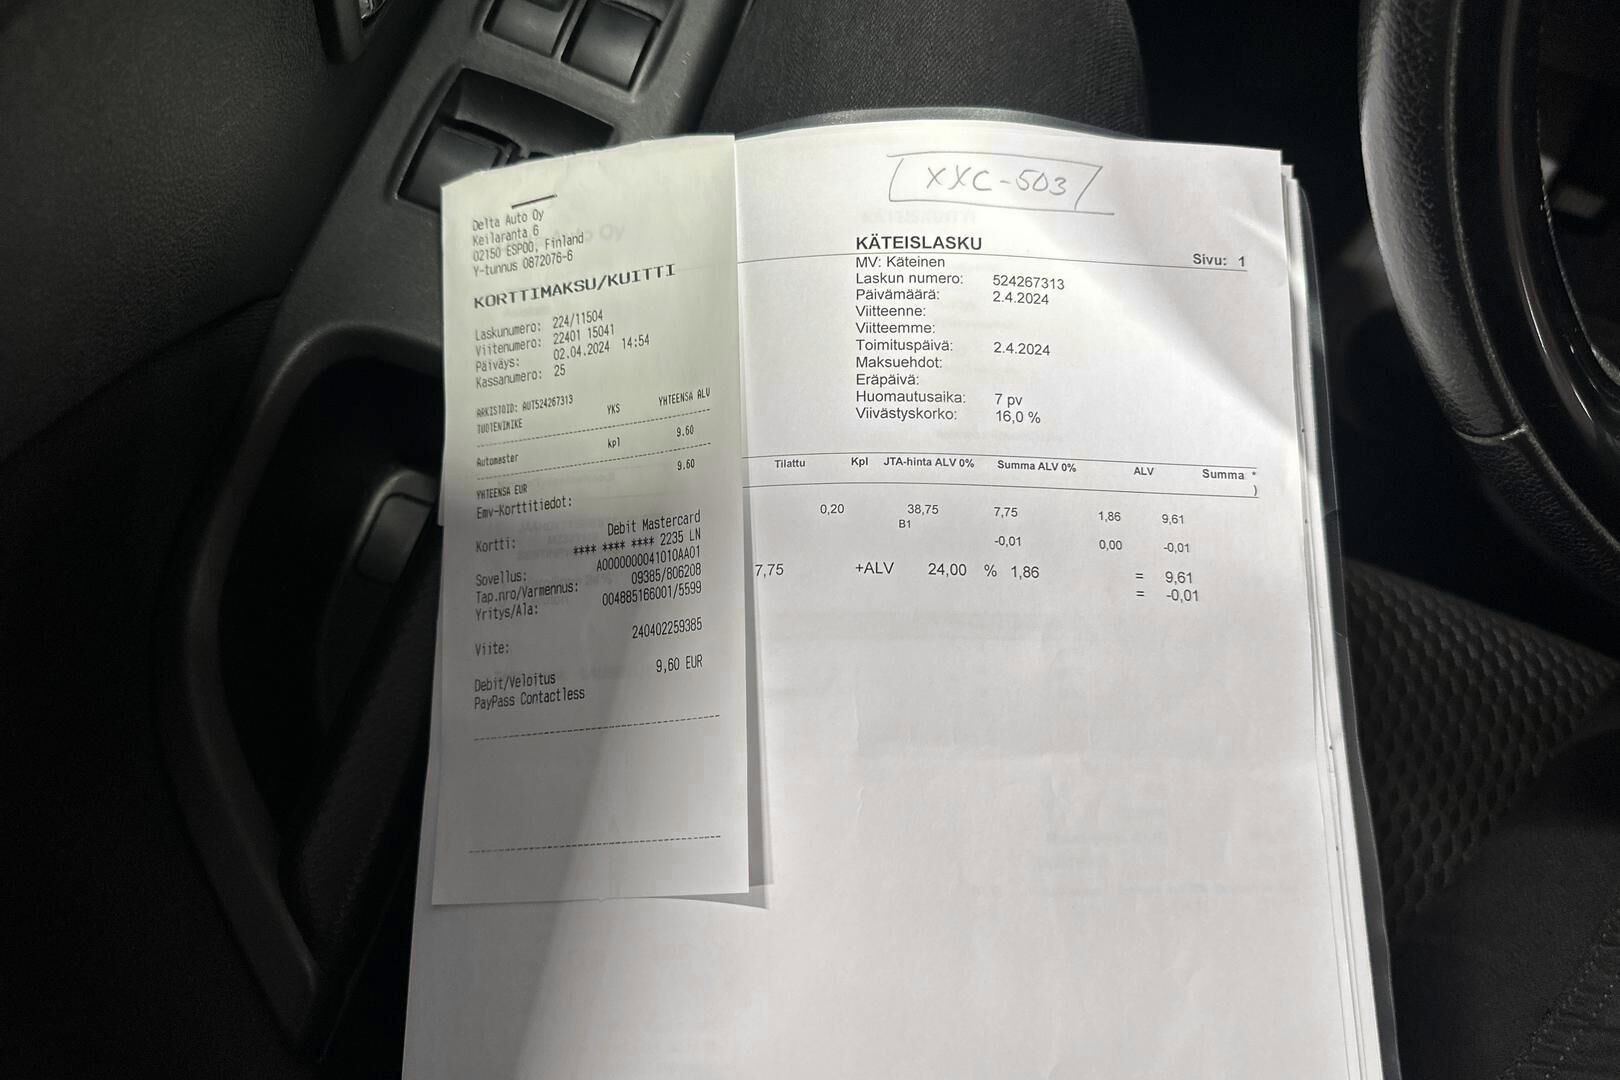 Delta Auto Oy
Keilaranta 6
02150 ESPOO, Finland
Y-tunnus 0872076-6
KORTTIMAKSU/KUITTI
Laskunumero: 224/11504
Viitenumero: 22401 15041
Päiväys: 02.04.2024 14:54
Kassanumero: 25
ARKISTOID: AUT524267313
TUOTENIMIKE YKS YHTEENSA ALV
Automaster kpl 9.60
YHTEENSA EUR 9.60
Emv-Korttitiedot:
Kortti: Debit Mastercard
**** **** **** 2235 LN
Sovellus: A0000000041010AA01
Tap.nro/Varmennus: 09385/806208
Yritys/Ala: 004885166001/5599
Viite: 240402259385
Debit/Veloitus 9,60 EUR
PayPass Contactless
XXC-503
KÄTEISLASKU
MV: Käteinen Sivu: 1
Laskun numero: 524267313
Päivämäärä: 2.4.2024
Viitteenne:
Viitteemme:
Toimituspäivä: 2.4.2024
Maksuehdot:
Eräpäivä:
Huomautusaika: 7 pv
Viivästyskorko: 16,0 %
Tilattu Kpl JTA-hinta ALV 0% Summa ALV 0% ALV Summa *
)
0,20 38,75 7,75 1,86 9,61
B1
-0,01 0,00 -0,01
7,75 +ALV 24,00 % 1,86 = 9,61
= -0,01